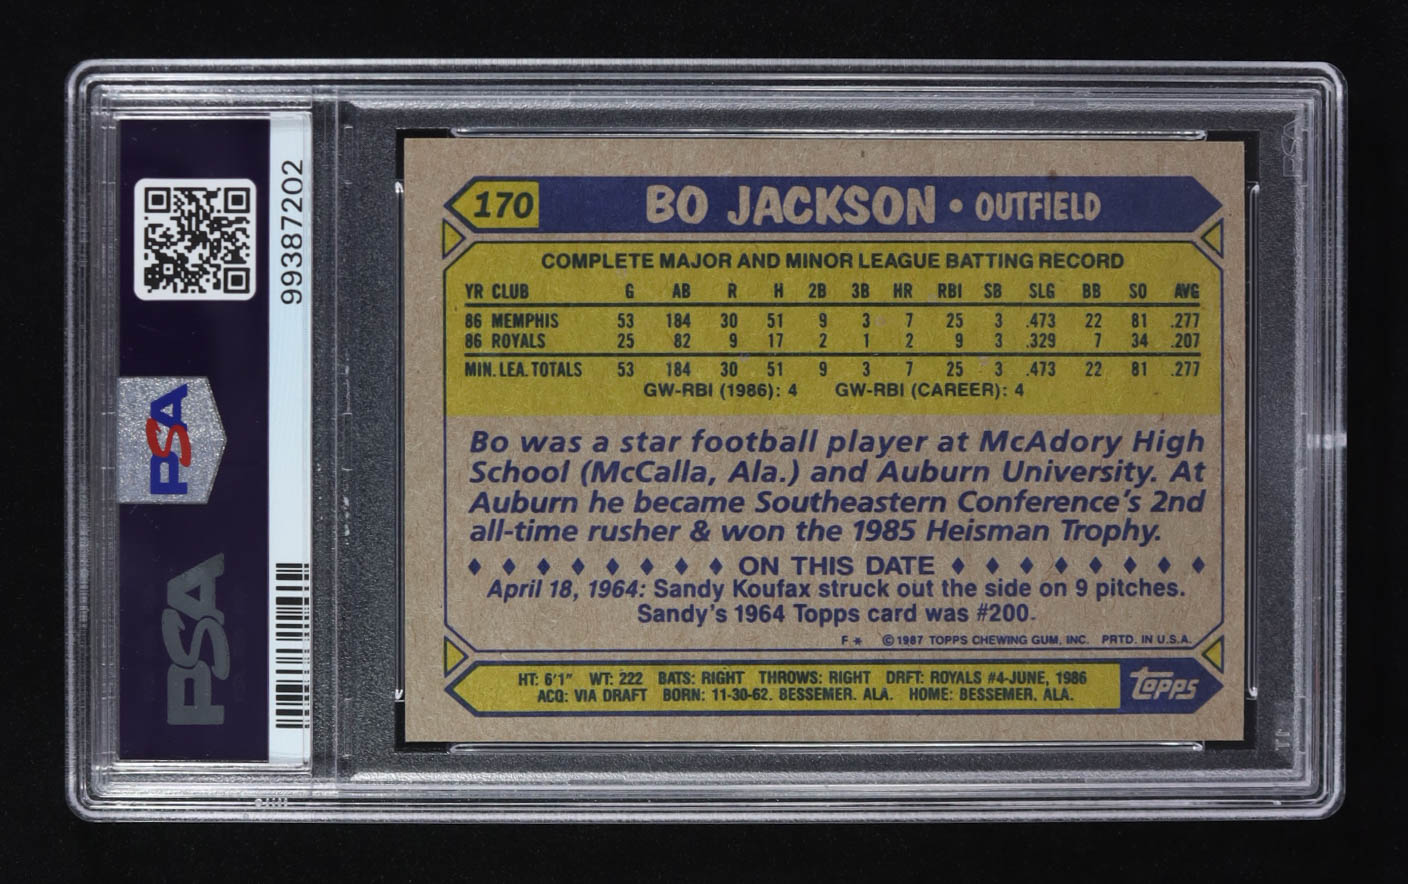 99387202
PSA
PSA
170 BO JACKSON • OUTFIELD
COMPLETE MAJOR AND MINOR LEAGUE BATTING RECORD
YR CLUB G AB R H 2B 3B HR RBI SB SLG BB SO AVG
86 MEMPHIS 53 184 30 51 9 3 7 25 3 .473 22 81 .277
86 ROYALS 25 82 9 17 2 1 2 9 3 .329 7 34 .207
MIN. LEA. TOTALS 53 184 30 51 9 3 7 25 3 .473 22 81 .277
GW-RBI (1986): 4 GW-RBI (CAREER): 4
Bo was a star football player at McAdory High
School (McCalla, Ala.) and Auburn University. At
Auburn he became Southeastern Conference's 2nd
all-time rusher & won the 1985 Heisman Trophy.
ON THIS DATE
April 18, 1964: Sandy Koufax struck out the side on 9 pitches.
Sandy's 1964 Topps card was #200.
F * © 1987 TOPPS CHEWING GUM, INC. PRTD. IN U.S.A.
HT: 6'1" WT: 222 BATS: RIGHT THROWS: RIGHT DRFT: ROYALS #4-JUNE, 1986
ACQ: VIA DRAFT BORN: 11-30-62, BESSEMER, ALA. HOME: BESSEMER, ALA.
Topps